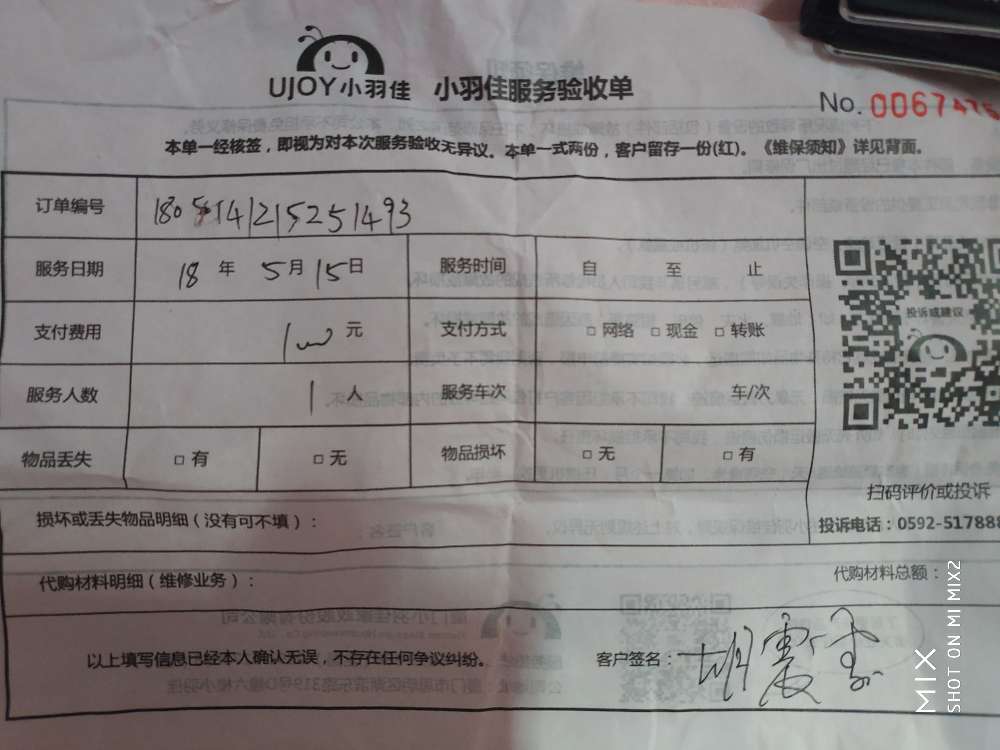 UJOY小羽佳 小羽佳服务验收单
No. 006747
本单一经核签，即视为对本次服务验收无异议。本单一式两份，客户留存一份(红)。《维保须知》详见背面。
订单编号 180514121525251493
服务日期 18 年 5月 15日 服务时间 自 至 止
支付费用 100 元 支付方式 □ 网络 □ 现金 □ 转账
投诉或建议
服务人数 1 人 服务车次 车/次
物品丢失 □ 有 □ 无 物品损坏 □ 无 □ 有
扫码评价或投诉
损坏或丢失物品明细（没有可不填）：
投诉电话：0592-517888
代购材料明细（维修业务）： 代购材料总额：
以上填写信息已经本人确认无误，不存在任何争议纠纷。 客户签名：
MIX
SHOT ON MI MIX2